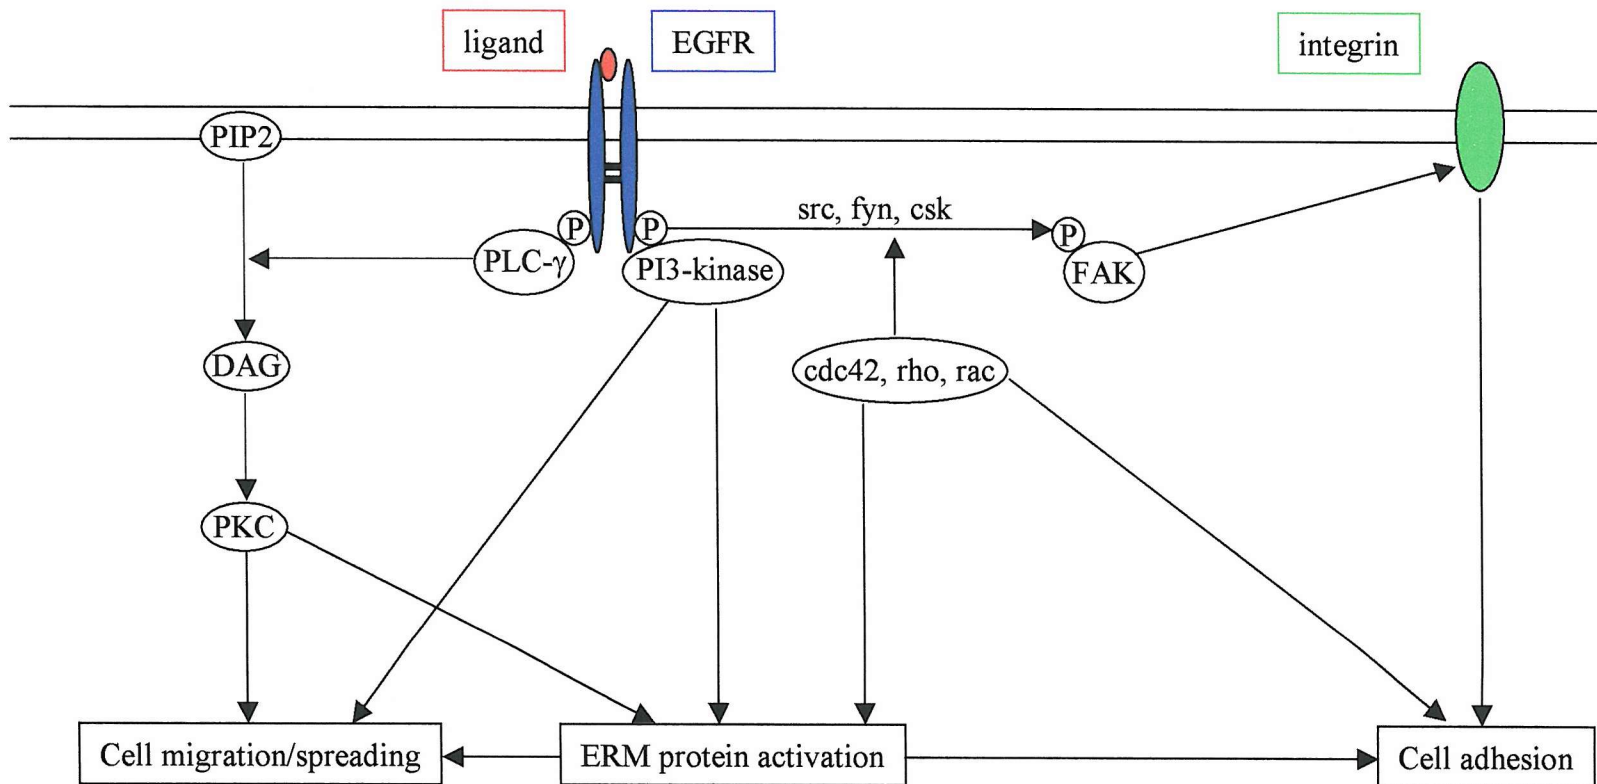 ligand
EGFR
integrin
PIP2
src, fyn, csk
P
P
P
PLC-γ
PI3-kinase
FAK
DAG
cdc42, rho, rac
PKC
Cell migration/spreading
ERM protein activation
Cell adhesion